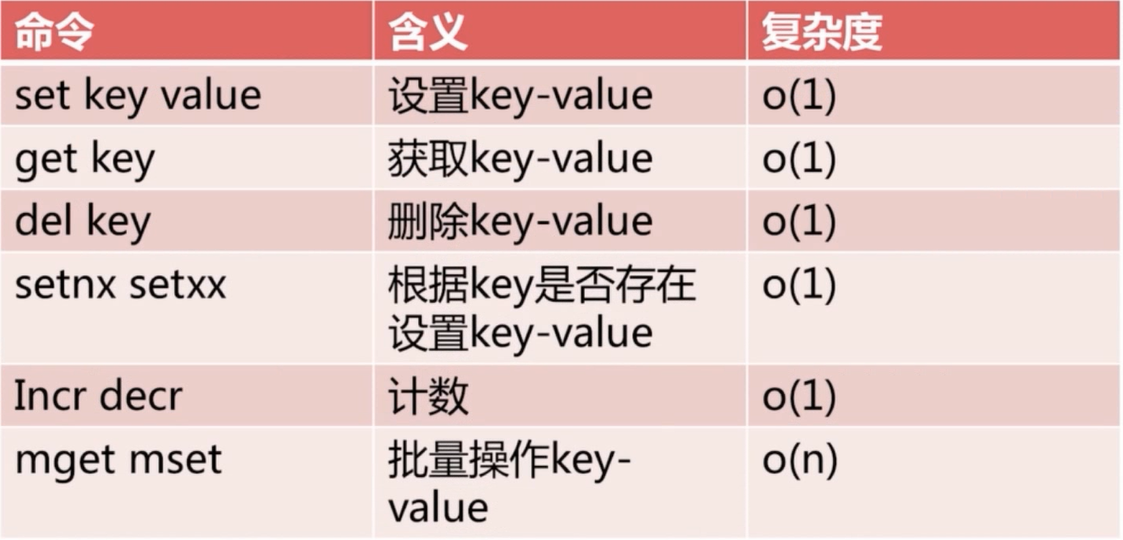 命令 含义 复杂度
set key value 设置key-value o(1)
get key 获取key-value o(1)
del key 删除key-value o(1)
setnx setxx 根据key是否存在 o(1)
设置key-value
Incr decr 计数 o(1)
mget mset 批量操作key- o(n)
value